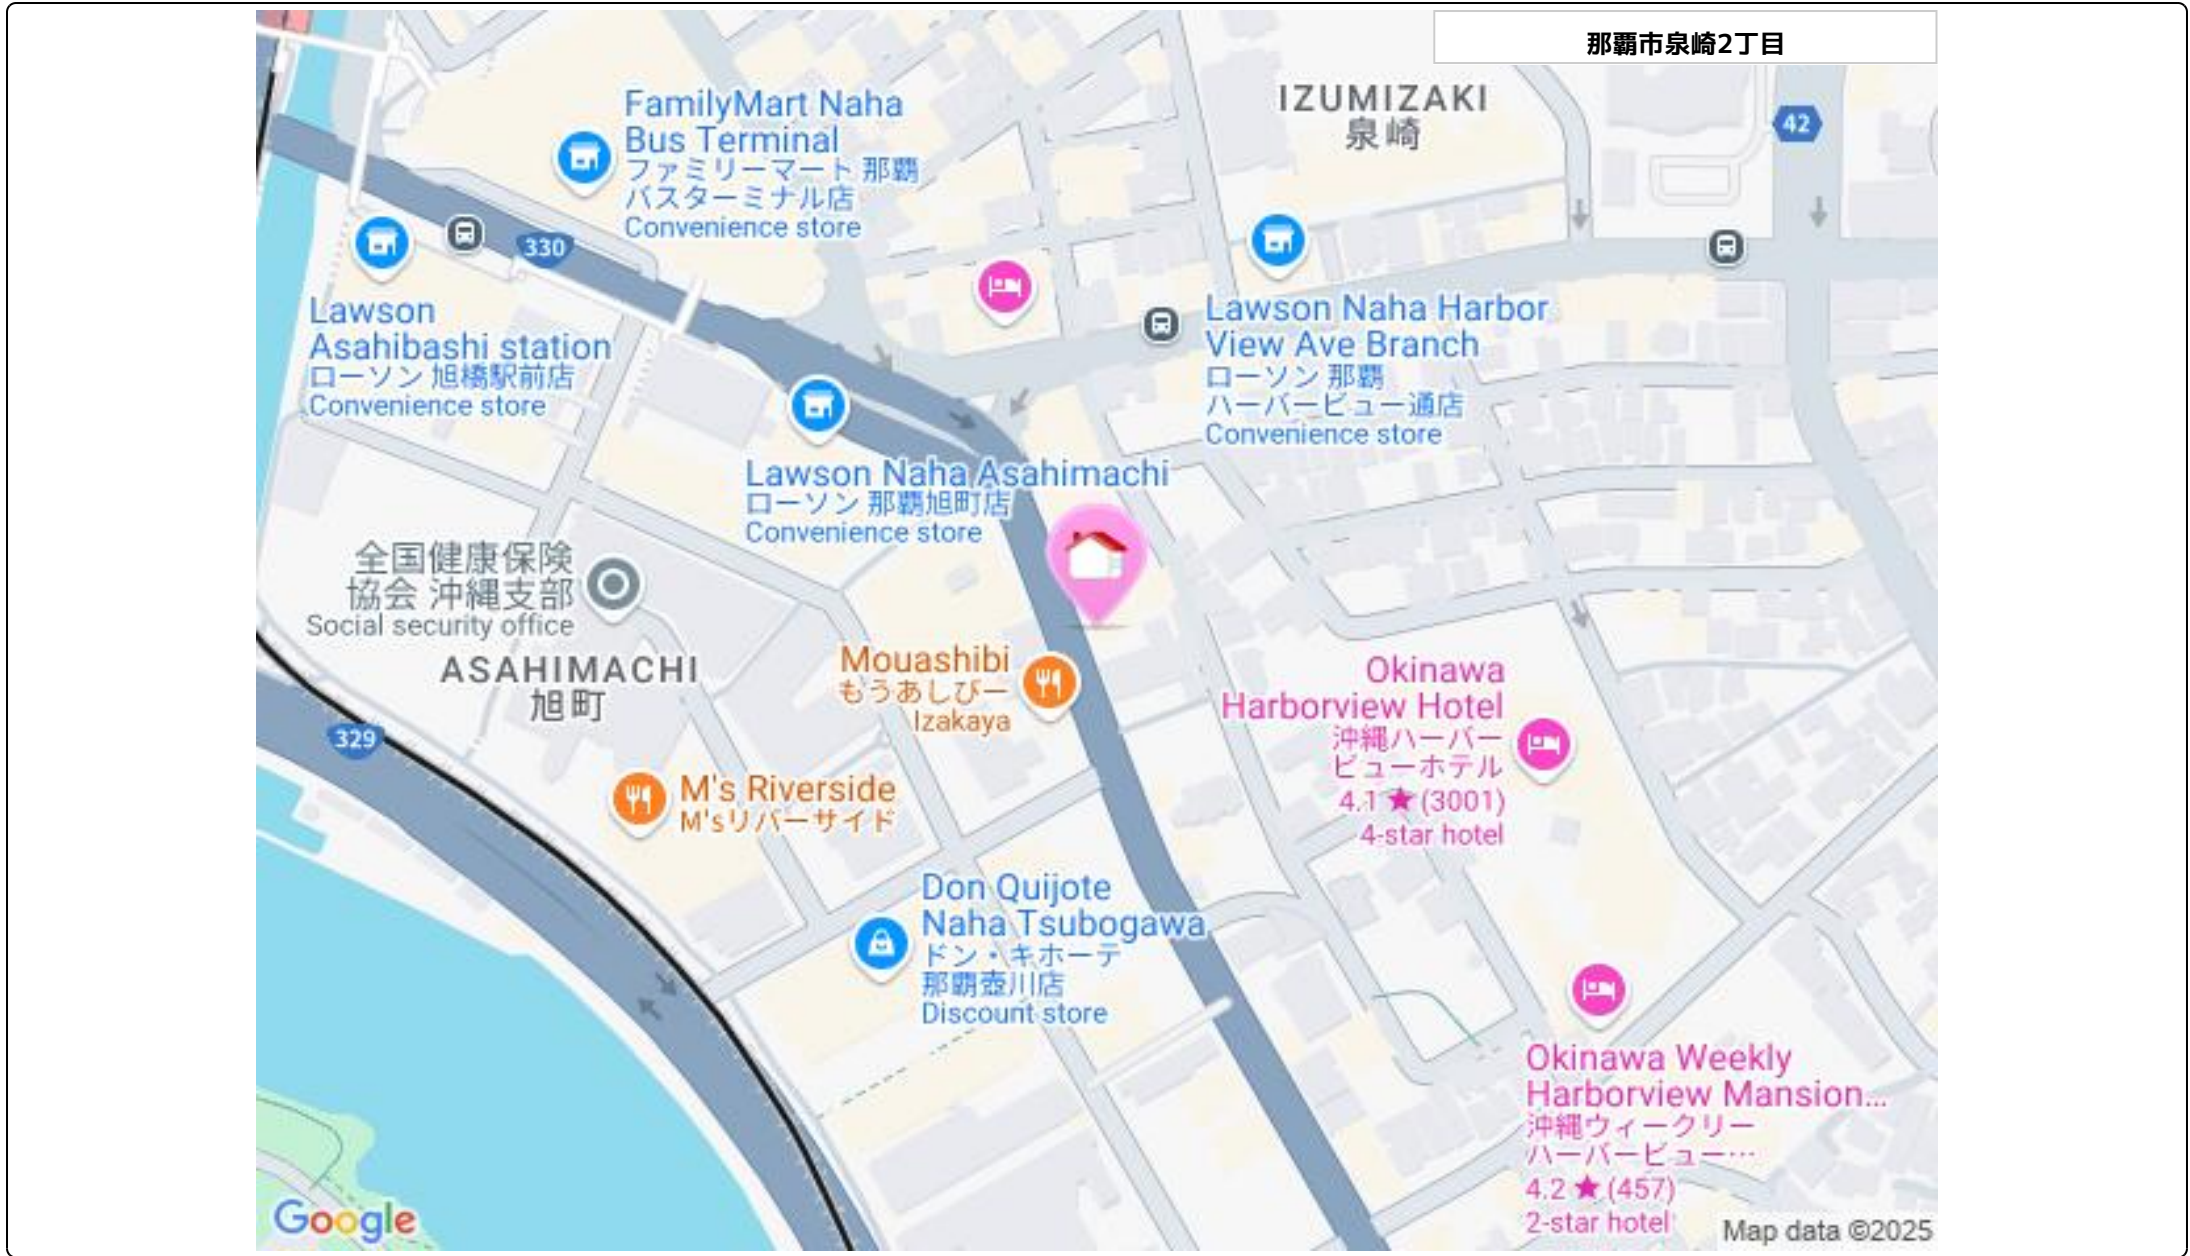 那覇市泉崎2丁目
IZUMIZAKI
泉崎
42
FamilyMart Naha
Bus Terminal
ファミリーマート 那覇
バスターミナル店
Convenience store
330
Lawson
Asahibashi station
ローソン 旭橋駅前店
Convenience store
Lawson Naha Harbor
View Ave Branch
ローソン 那覇
ハーバービュー通店
Convenience store
Lawson Naha Asahimachi
ローソン 那覇旭町店
Convenience store
全国健康保険
協会 沖縄支部
Social security office
ASAHIMACHI
旭町
Mouashibi
もうあしびー
Izakaya
Okinawa
Harborview Hotel
沖縄ハーバー
ビューホテル
4.1 ★ (3001)
4-star hotel
329
M's Riverside
M'sリバーサイド
Don Quijote
Naha Tsubogawa
ドン・キホーテ
那覇壺川店
Discount store
Okinawa Weekly
Harborview Mansion...
沖縄ウィークリー
ハーバービュー…
4.2 ★ (457)
2-star hotel
Google
Map data ©2025